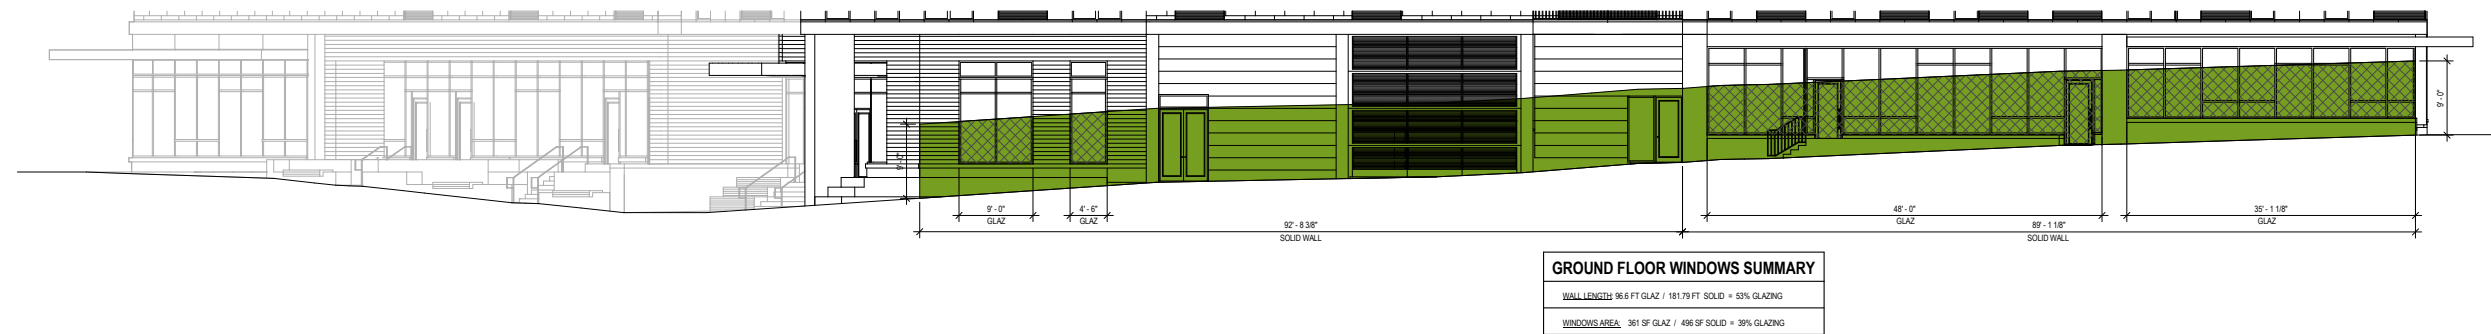 9' - 0"
9' - 0"
9' - 0"
GLAZ
4' - 6"
GLAZ
48' - 0"
GLAZ
35' - 1 1/8"
GLAZ
92' - 8 3/8"
SOLID WALL
89' - 1 1/8"
SOLID WALL
GROUND FLOOR WINDOWS SUMMARY
WALL LENGTH: 96.6 FT GLAZ / 181.79 FT SOLID = 53% GLAZING
WINDOWS AREA: 361 SF GLAZ / 496 SF SOLID = 39% GLAZING